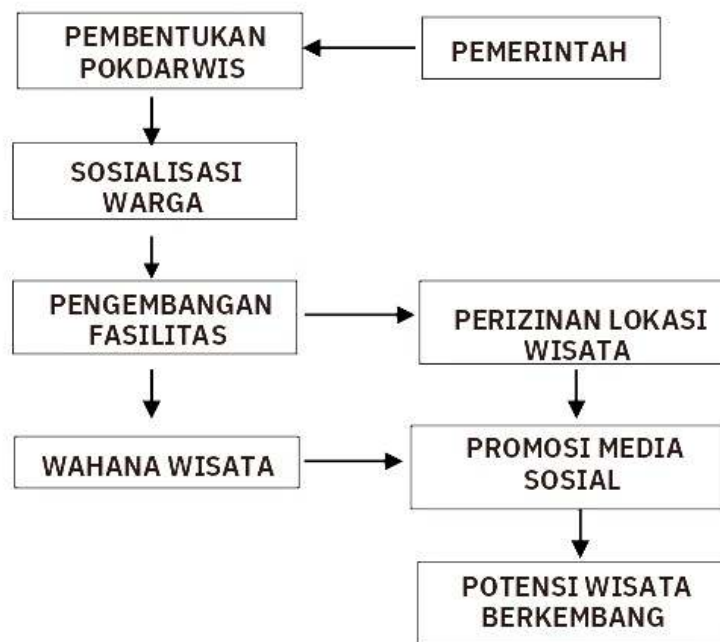 PEMBENTUKAN
POKDARWIS
PEMERINTAH
SOSIALISASI
WARGA
PENGEMBANGAN
FASILITAS
PERIZINAN LOKASI
WISATA
WAHANA WISATA
PROMOSI MEDIA
SOSIAL
POTENSI WISATA
BERKEMBANG